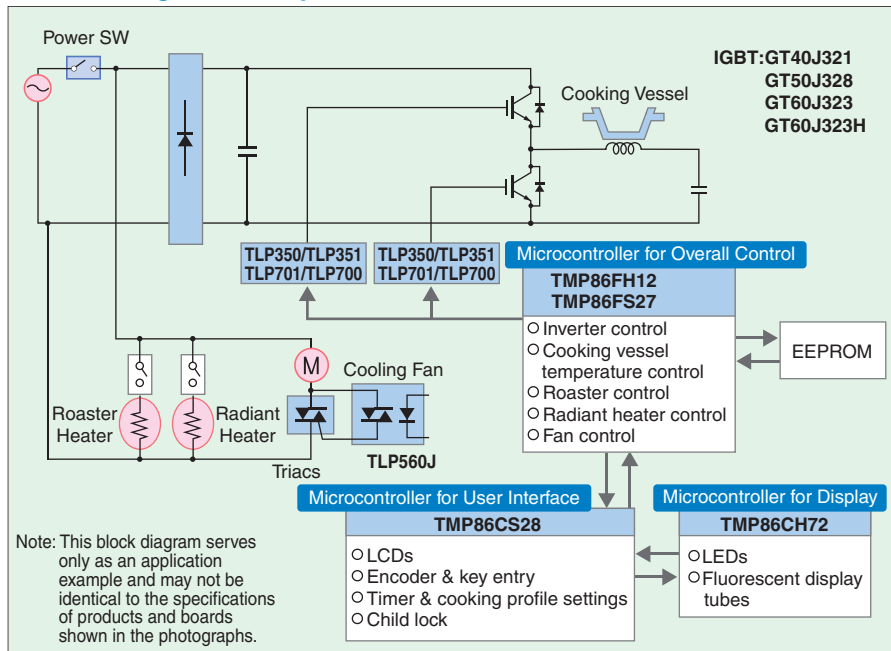 Power SW
IGBT:GT40J321
GT50J328
GT60J323
GT60J323H
Cooking Vessel
TLP350/TLP351
TLP701/TLP700
TLP350/TLP351
TLP701/TLP700
Microcontroller for Overall Control
TMP86FH12
TMP86FS27
Inverter control
Cooking vessel
temperature control
Roaster control
Radiant heater control
Fan control
EEPROM
M
Cooling Fan
Roaster
Heater
Radiant
Heater
Triacs
TLP560J
Microcontroller for User Interface
TMP86CS28
LCDs
Encoder & key entry
Timer & cooking profile settings
Child lock
Microcontroller for Display
TMP86CH72
LEDs
Fluorescent display
tubes
Note: This block diagram serves
only as an application
example and may not be
identical to the specifications
of products and boards
shown in the photographs.